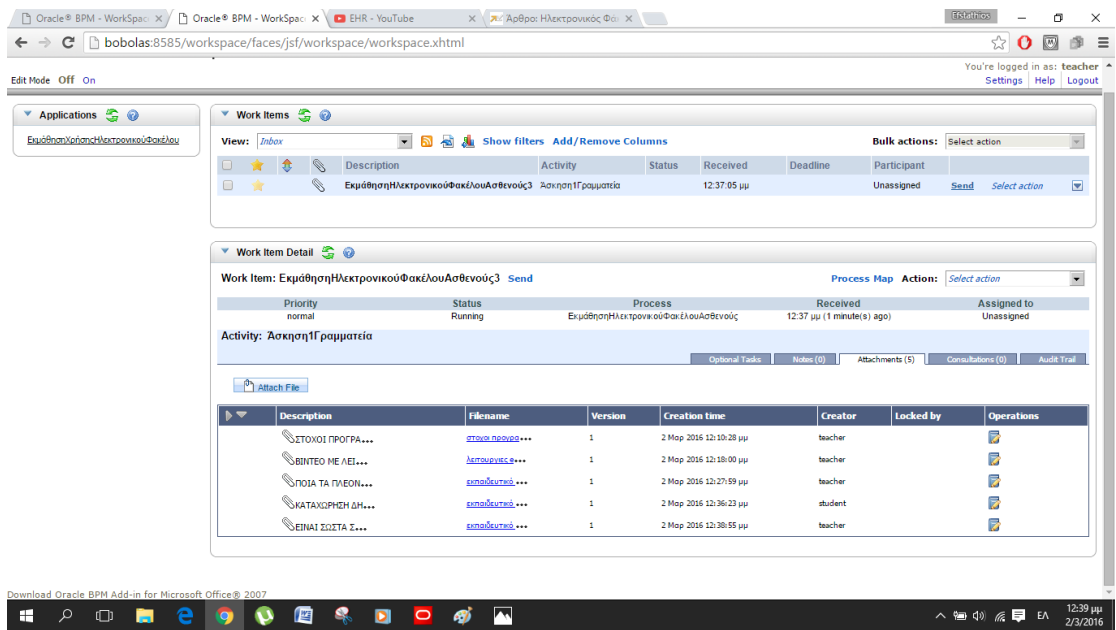 Oracle® BPM - WorkSpac
Oracle® BPM - WorkSpac
EHR - YouTube
Άρθρο: Ηλεκτρονικός Φάκ
Efstathios
bobolas:8585/workspace/faces/jsf/workspace/workspace.xhtml
You're logged in as: teacher
Edit Mode Off On
Settings Help Logout
Applications
ΕκμάθησηΧρήσηςΗλεκτρονικούΦακέλου
Work Items
View: Inbox Show filters Add/Remove Columns Bulk actions: Select action
Description Activity Status Received Deadline Participant
ΕκμάθησηΗλεκτρονικούΦακέλουΑσθενούς3 Άσκηση1Γραμματεία 12:37:05 μμ Unassigned Send Select action
Work Item Detail
Work Item: ΕκμάθησηΗλεκτρονικούΦακέλουΑσθενούς3 Send Process Map Action: Select action
Priority Status Process Received Assigned to
normal Running ΕκμάθησηΗλεκτρονικούΦακέλουΑσθενούς 12:37 μμ (1 minute(s) ago) Unassigned
Activity: Άσκηση1Γραμματεία
Optional Tasks Notes (0) Attachments (5) Consultations (0) Audit Trail
Attach File
Description Filename Version Creation time Creator Locked by Operations
ΣΤΟΧΟΙ ΠΡΟΓΡΑ... στοχοι προγρα... 1 2 Μαρ 2016 12:10:28 μμ teacher
ΒΙΝΤΕΟ ΜΕ ΛΕΙ... λειτουργιες e... 1 2 Μαρ 2016 12:18:00 μμ teacher
ΠΟΙΑ ΤΑ ΠΛΕΟΝ... εκπαιδευτικό ... 1 2 Μαρ 2016 12:27:59 μμ teacher
ΚΑΤΑΧΩΡΗΣΗ ΔΗ... εκπαιδευτικό ... 1 2 Μαρ 2016 12:36:23 μμ student
ΕΙΝΑΙ ΣΩΣΤΑ Σ... εκπαιδευτικό ... 1 2 Μαρ 2016 12:38:55 μμ teacher
Download Oracle BPM Add-in for Microsoft Office® 2007
ΕΛ
12:39 μμ
2/3/2016